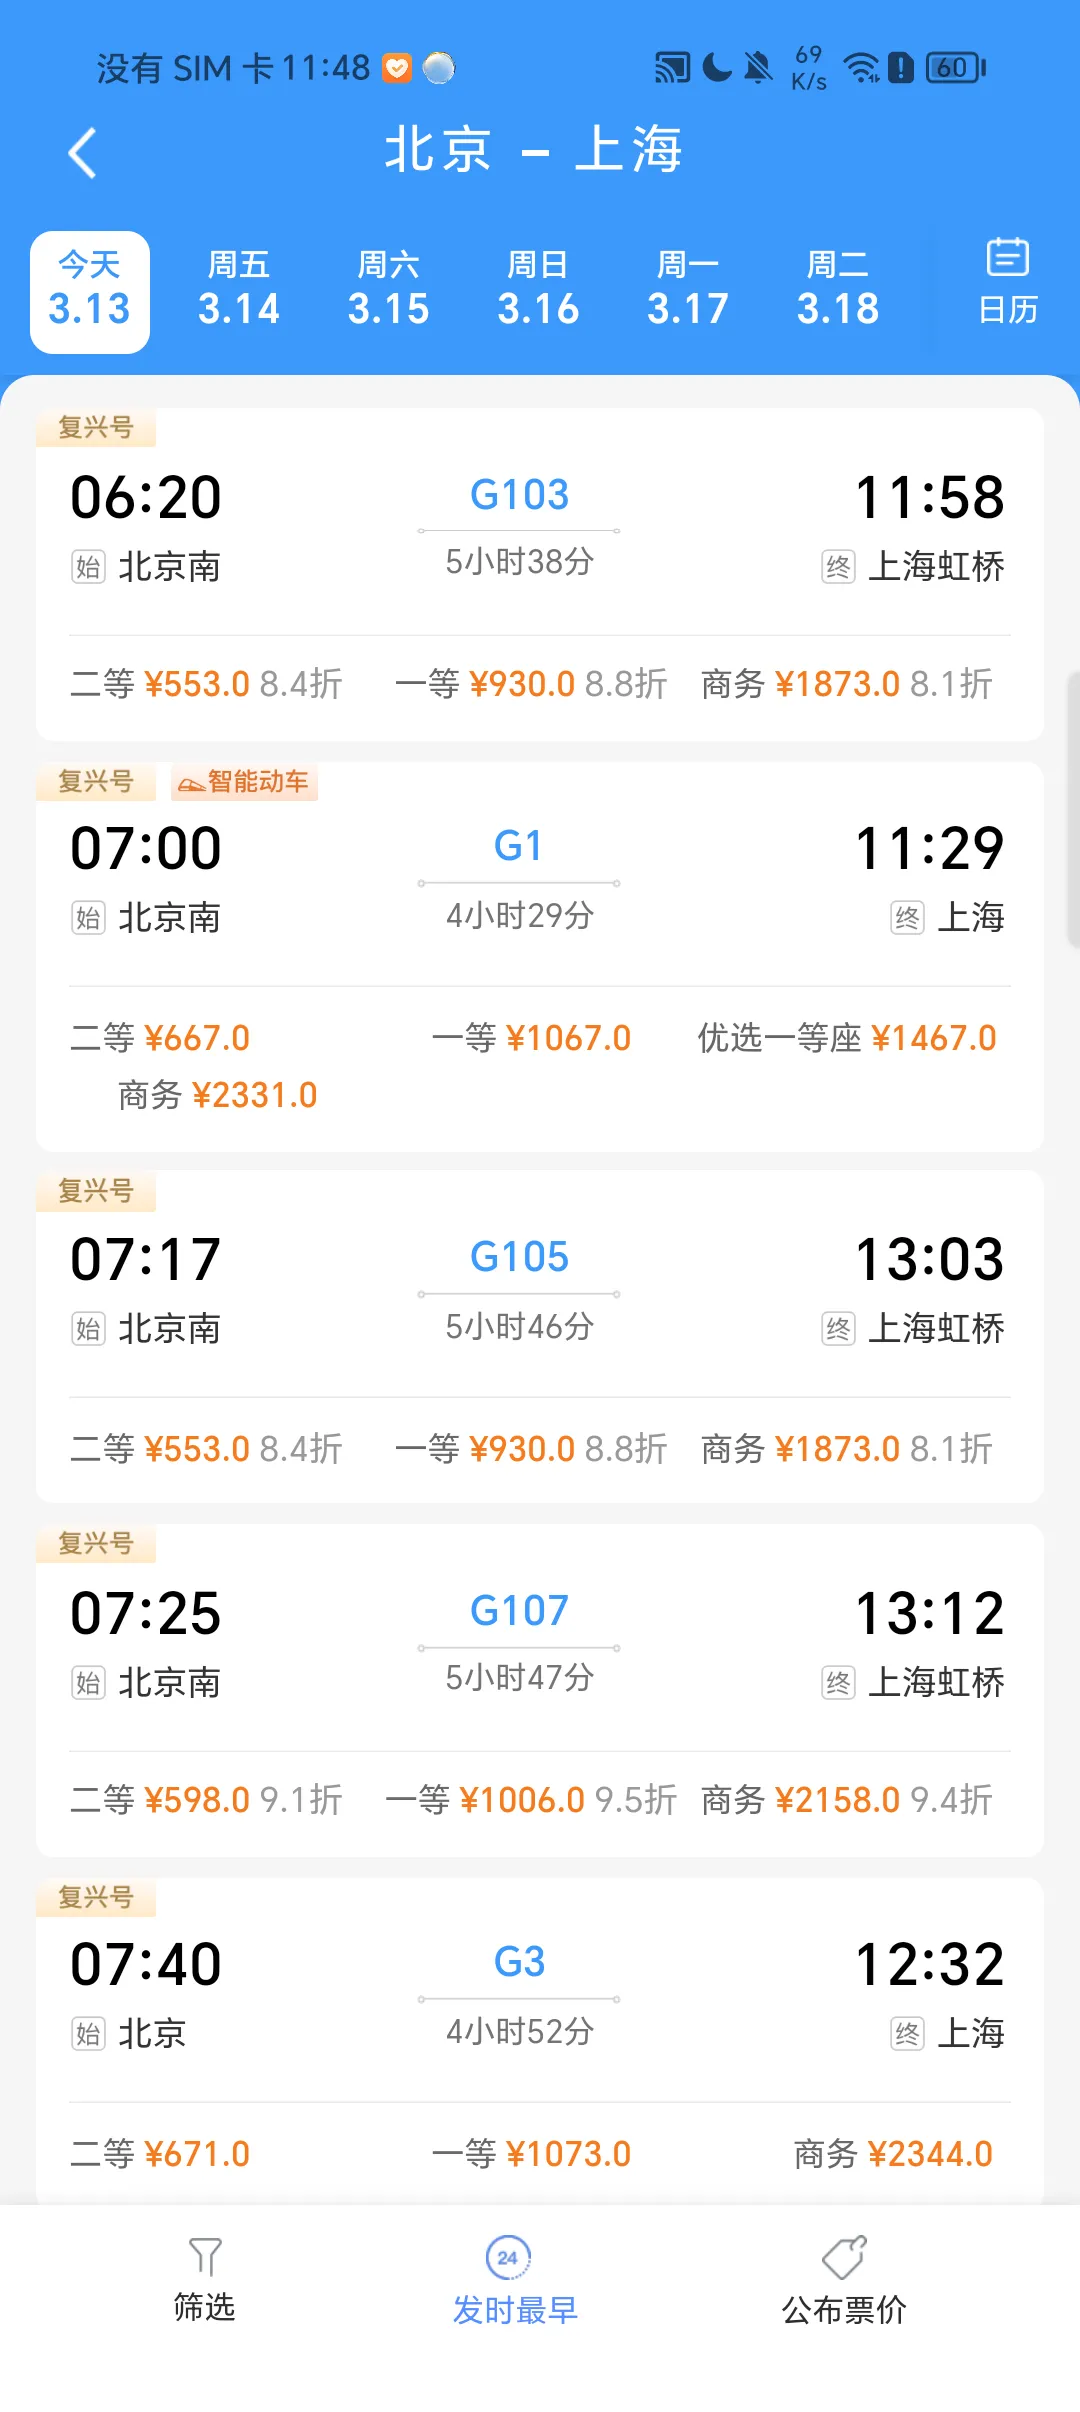 没有 SIM 卡 11:48 69 K/s 60
北京 – 上海
今天 周五 周六 周日 周一 周二
3.13 3.14 3.15 3.16 3.17 3.18 日历
复兴号
06:20 G103 11:58
始 北京南 5小时38分 终 上海虹桥
二等 ¥553.0 8.4折 一等 ¥930.0 8.8折 商务 ¥1873.0 8.1折
复兴号 智能动车
07:00 G1 11:29
始 北京南 4小时29分 终 上海
二等 ¥667.0 一等 ¥1067.0 优选一等座 ¥1467.0
商务 ¥2331.0
复兴号
07:17 G105 13:03
始 北京南 5小时46分 终 上海虹桥
二等 ¥553.0 8.4折 一等 ¥930.0 8.8折 商务 ¥1873.0 8.1折
复兴号
07:25 G107 13:12
始 北京南 5小时47分 终 上海虹桥
二等 ¥598.0 9.1折 一等 ¥1006.0 9.5折 商务 ¥2158.0 9.4折
复兴号
07:40 G3 12:32
始 北京 4小时52分 终 上海
二等 ¥671.0 一等 ¥1073.0 商务 ¥2344.0
24
筛选 发时最早 公布票价